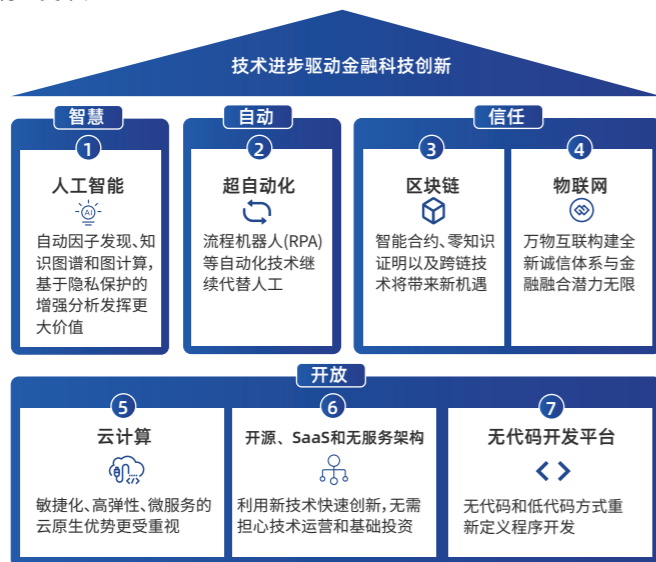 技术进步驱动金融科技创新
智慧
1
人工智能
AI
自动因子发现、知
识图谱和图计算,
基于隐私保护的
增强分析发挥更
大价值
自动
2
超自动化
流程机器人(RPA)
等自动化技术继
续代替人工
信任
3
区块链
智能合约、零知识
证明以及跨链技
术将带来新机遇
4
物联网
万物互联构建全
新诚信体系与金
融融合潜力无限
开放
5
云计算
敏捷化、高弹性、微服务的
云原生优势更受重视
6
开源、SaaS和无服务架构
利用新技术快速创新,无需
担心技术运营和基础投资
7
无代码开发平台
无代码和低代码方式重
新定义程序开发